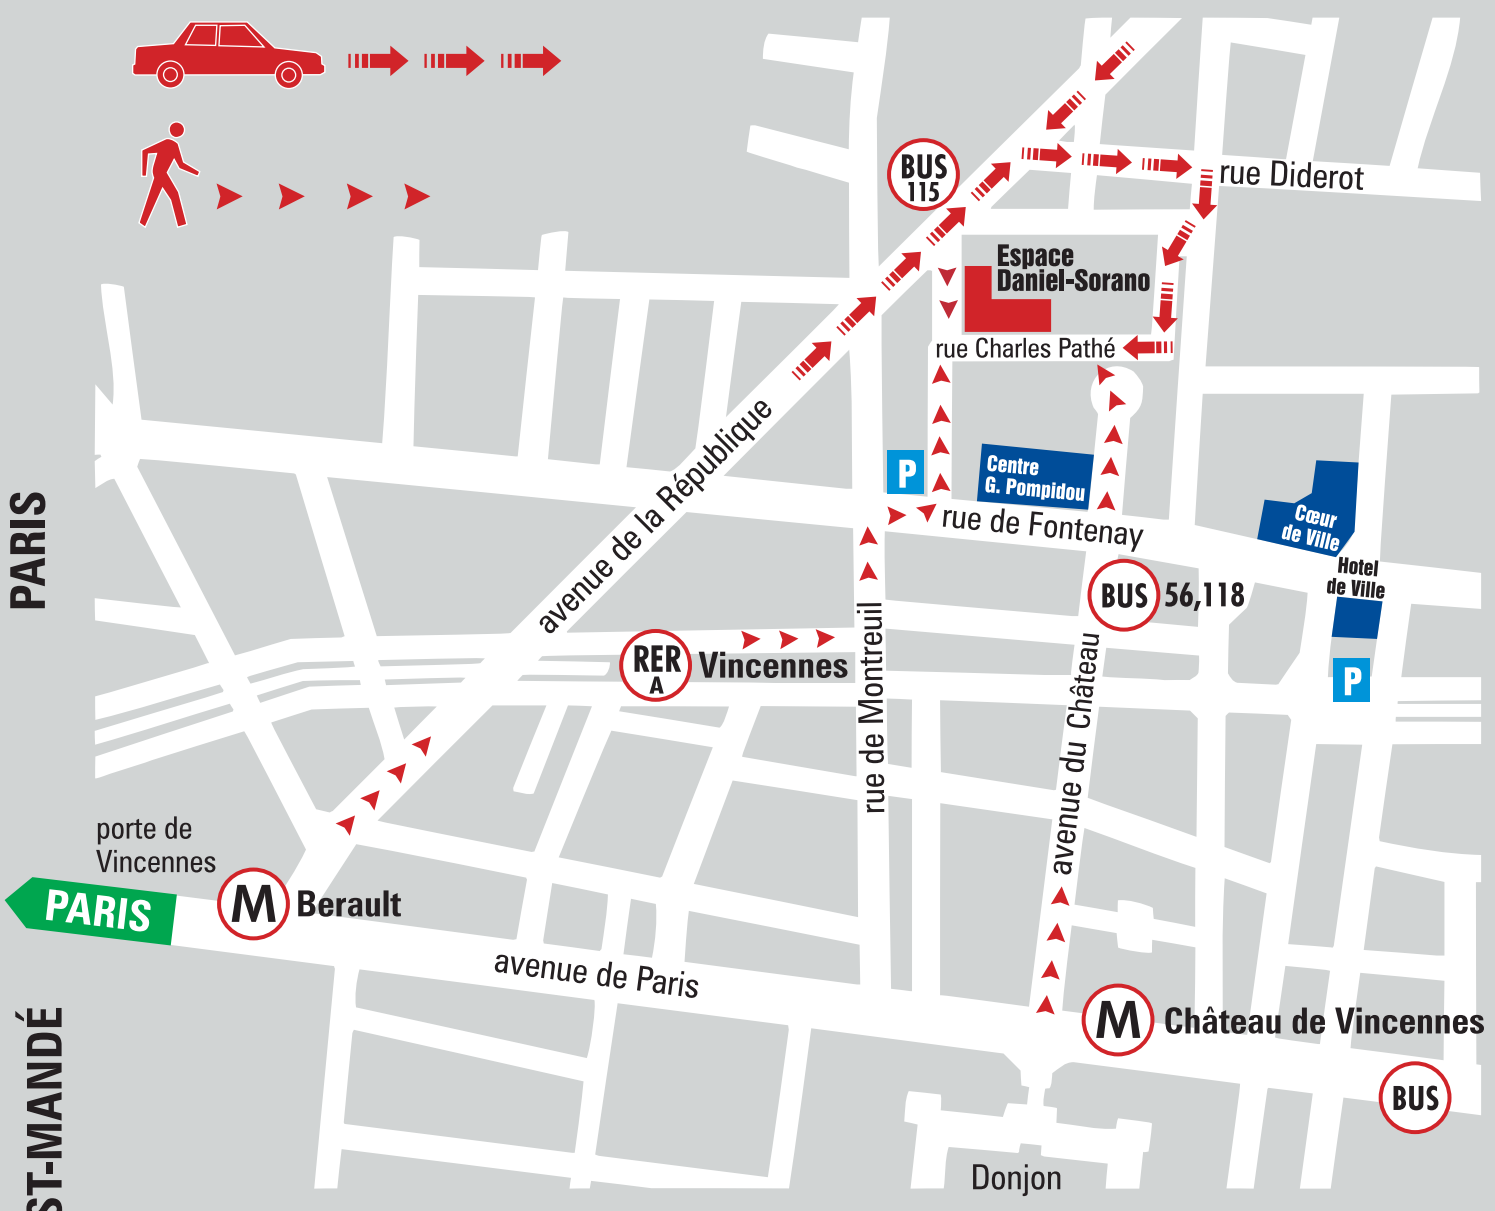 BUS
115
rue Diderot
Espace
Daniel-Sorano
rue Charles Pathé
avenue de la République
P
Centre
G. Pompidou
rue de Fontenay
Cœur
de Ville
Hotel
de Ville
P
PARIS
BUS
56,118
RER
A
Vincennes
rue de Montreuil
avenue du Château
porte de
Vincennes
PARIS
M
Berault
avenue de Paris
M
Château de Vincennes
BUS
ST-MANDÉ
Donjon